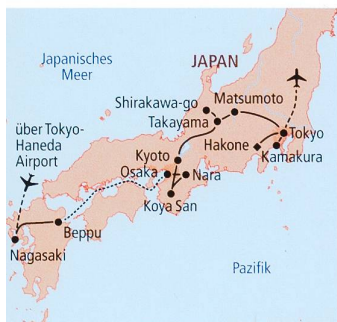 Japanisches
Meer
JAPAN
Shirakawa-go
Matsumoto
Takayama
über Tokyo-
Haneda
Airport
Tokyo
Hakone
Kamakura
Kyoto
Osaka
Nara
Koya San
Beppu
Nagasaki
Pazifik